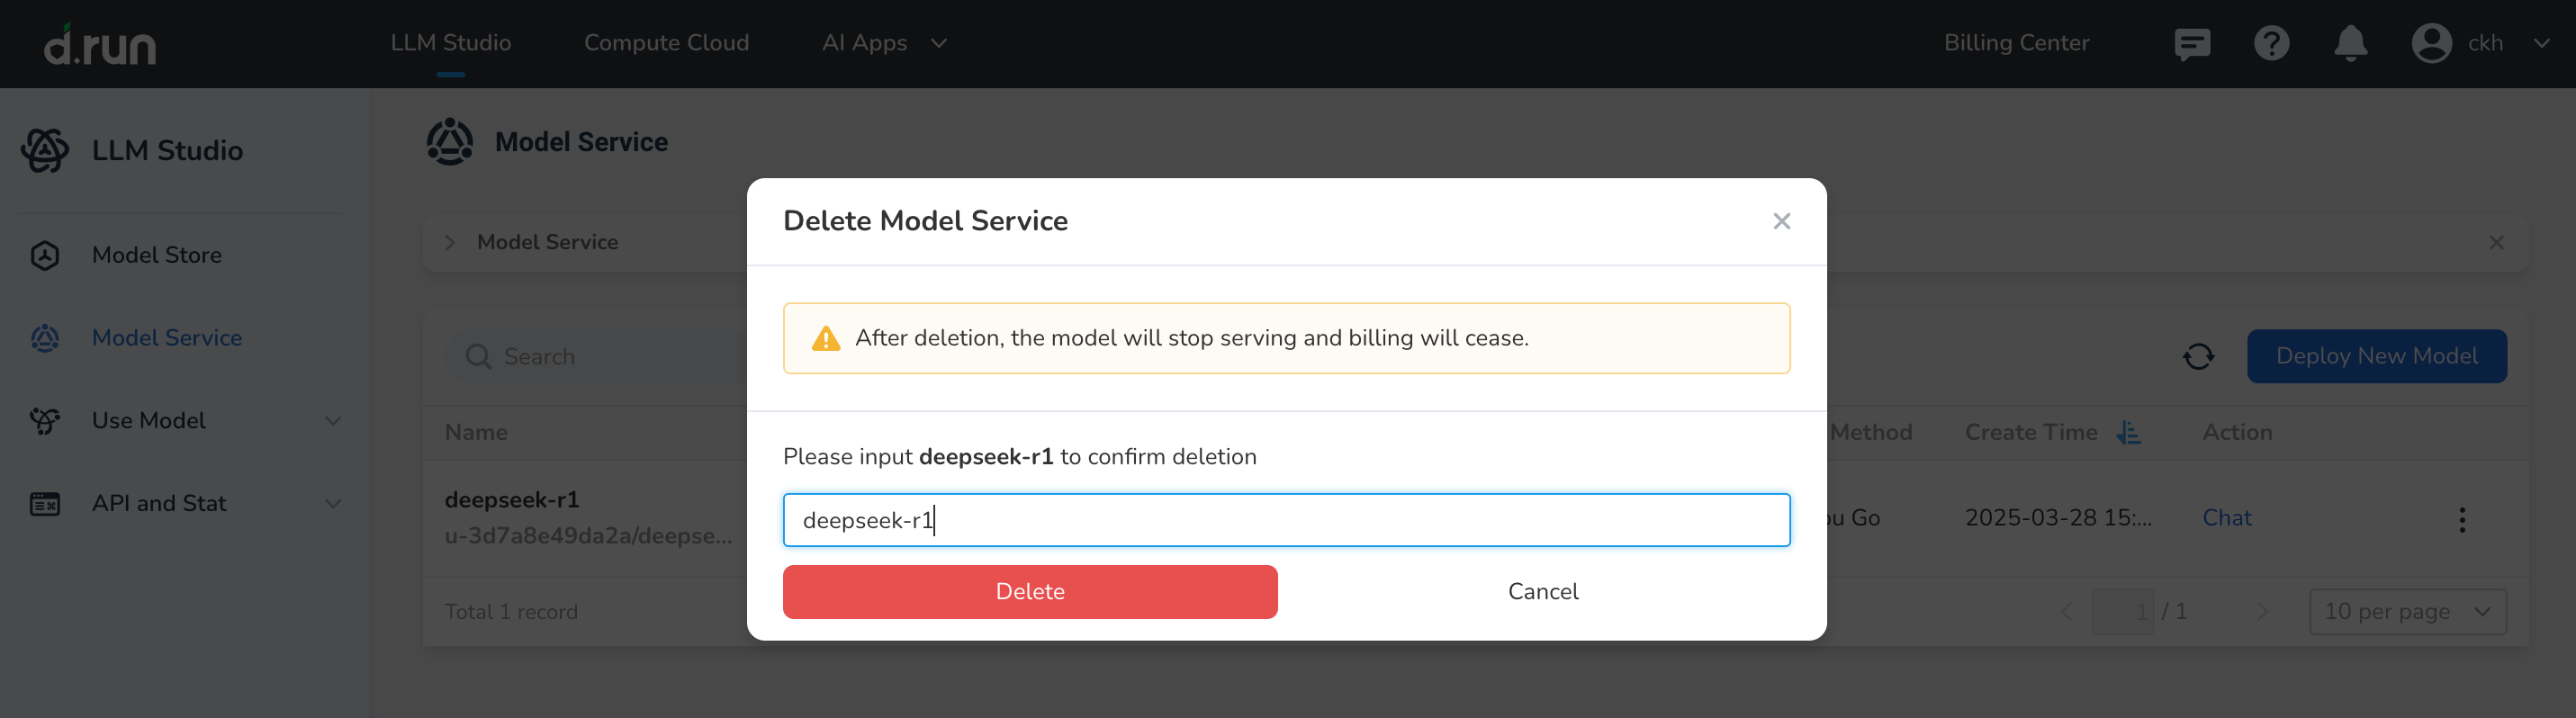 d.run LLM Studio Compute Cloud AI Apps Billing Center ckh
LLM Studio
Model Store
Model Service
Use Model
API and Stat
Model Service
Model Service
Search
Deploy New Model
Name Method Create Time Action
deepseek-r1
u-3d7a8e49da2a/deepse...
Go 2025-03-28 15:... Chat
Total 1 record 1 / 1 10 per page
Delete Model Service
After deletion, the model will stop serving and billing will cease.
Please input deepseek-r1 to confirm deletion
deepseek-r1
Delete Cancel